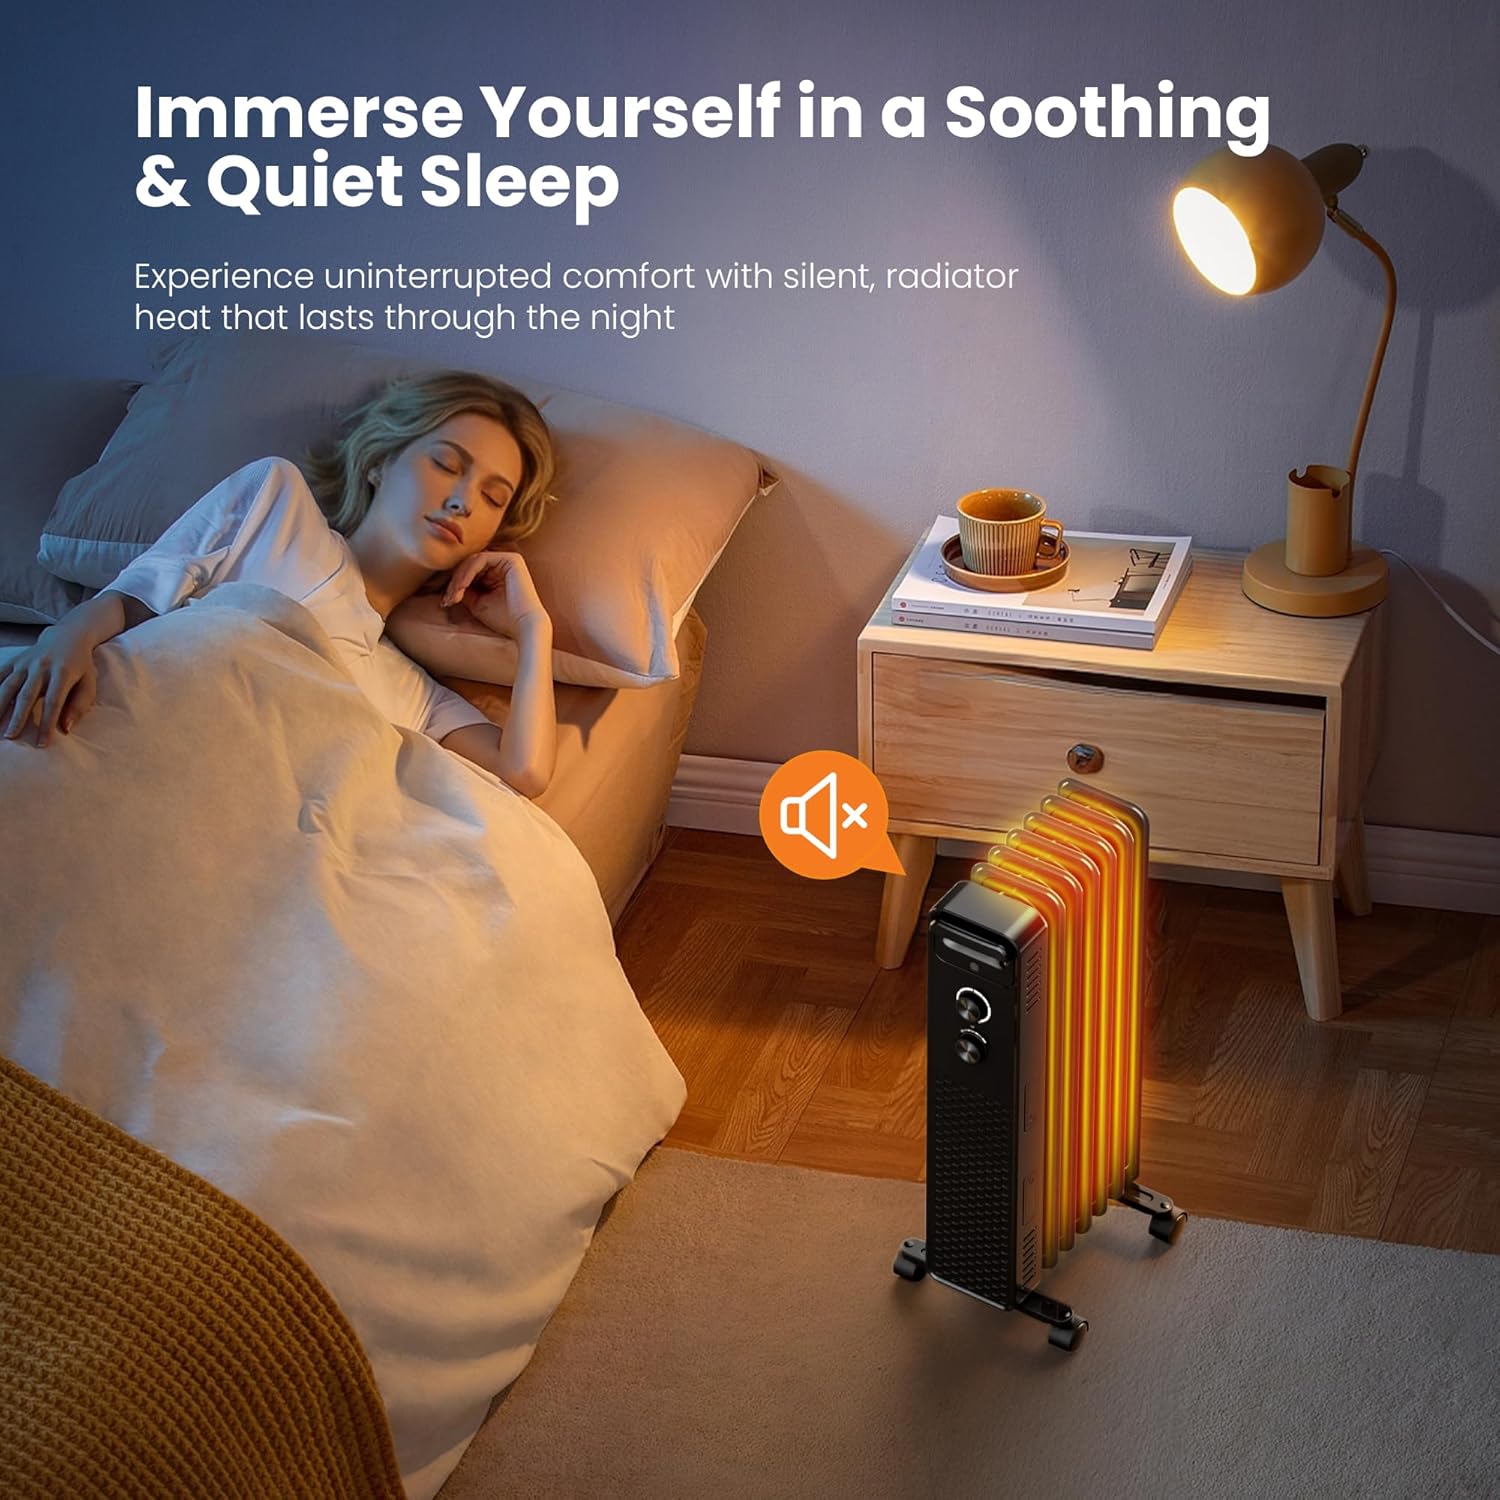 Immerse Yourself in a Soothing
& Quiet Sleep
Experience uninterrupted comfort with silent, radiator
heat that lasts through the night